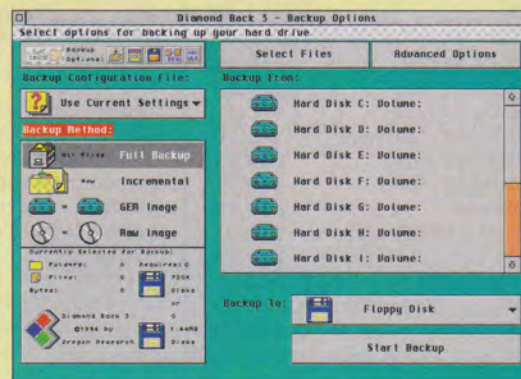 Diamond Back 3 - Backup Options
Select options for backing up your hard drive
Backup
Options:
Select Files
Advanced Options
Backup Configuration File:
Use Current Settings
Backup Method:
All Files Full Backup
New Incremental
GEM Image
Raw Image
Currently Selected for Backup:
Folders: 0 Requires: 0
Files: 0 720K
Bytes: 0 Disks
or
0
1.44MB
Disks
Diamond Back 3
©1994 by
Oregon Research
Backup From:
Hard Disk C: Volume:
Hard Disk D: Volume:
Hard Disk E: Volume:
Hard Disk F: Volume:
Hard Disk G: Volume:
Hard Disk H: Volume:
Hard Disk I: Volume:
Backup To:
Floppy Disk
Start Backup